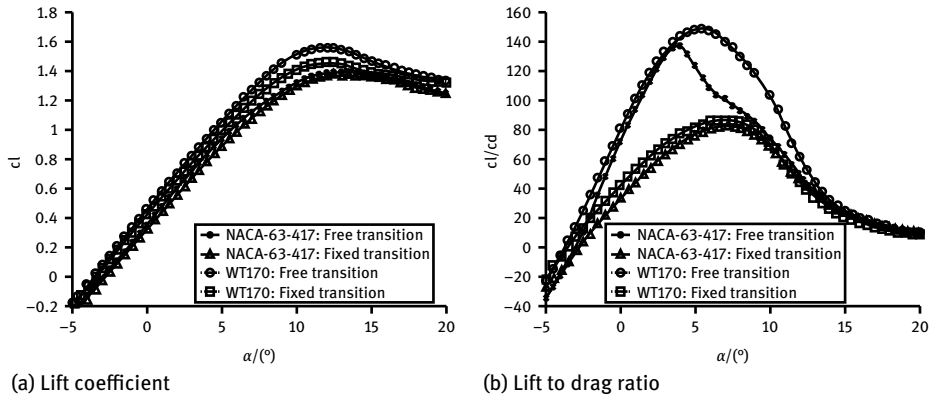 1.8
1.6
1.4
1.2
1
0.8
0.6
0.4
0.2
0
−0.2
cl
−5
0
5
10
15
20
α/(°)
NACA-63-417: Free transition
NACA-63-417: Fixed transition
WT170: Free transition
WT170: Fixed transition
(a) Lift coefficient
160
140
120
100
80
60
40
20
0
−20
−40
cl/cd
−5
0
5
10
15
20
α/(°)
NACA-63-417: Free transition
NACA-63-417: Fixed transition
WT170: Free transition
WT170: Fixed transition
(b) Lift to drag ratio